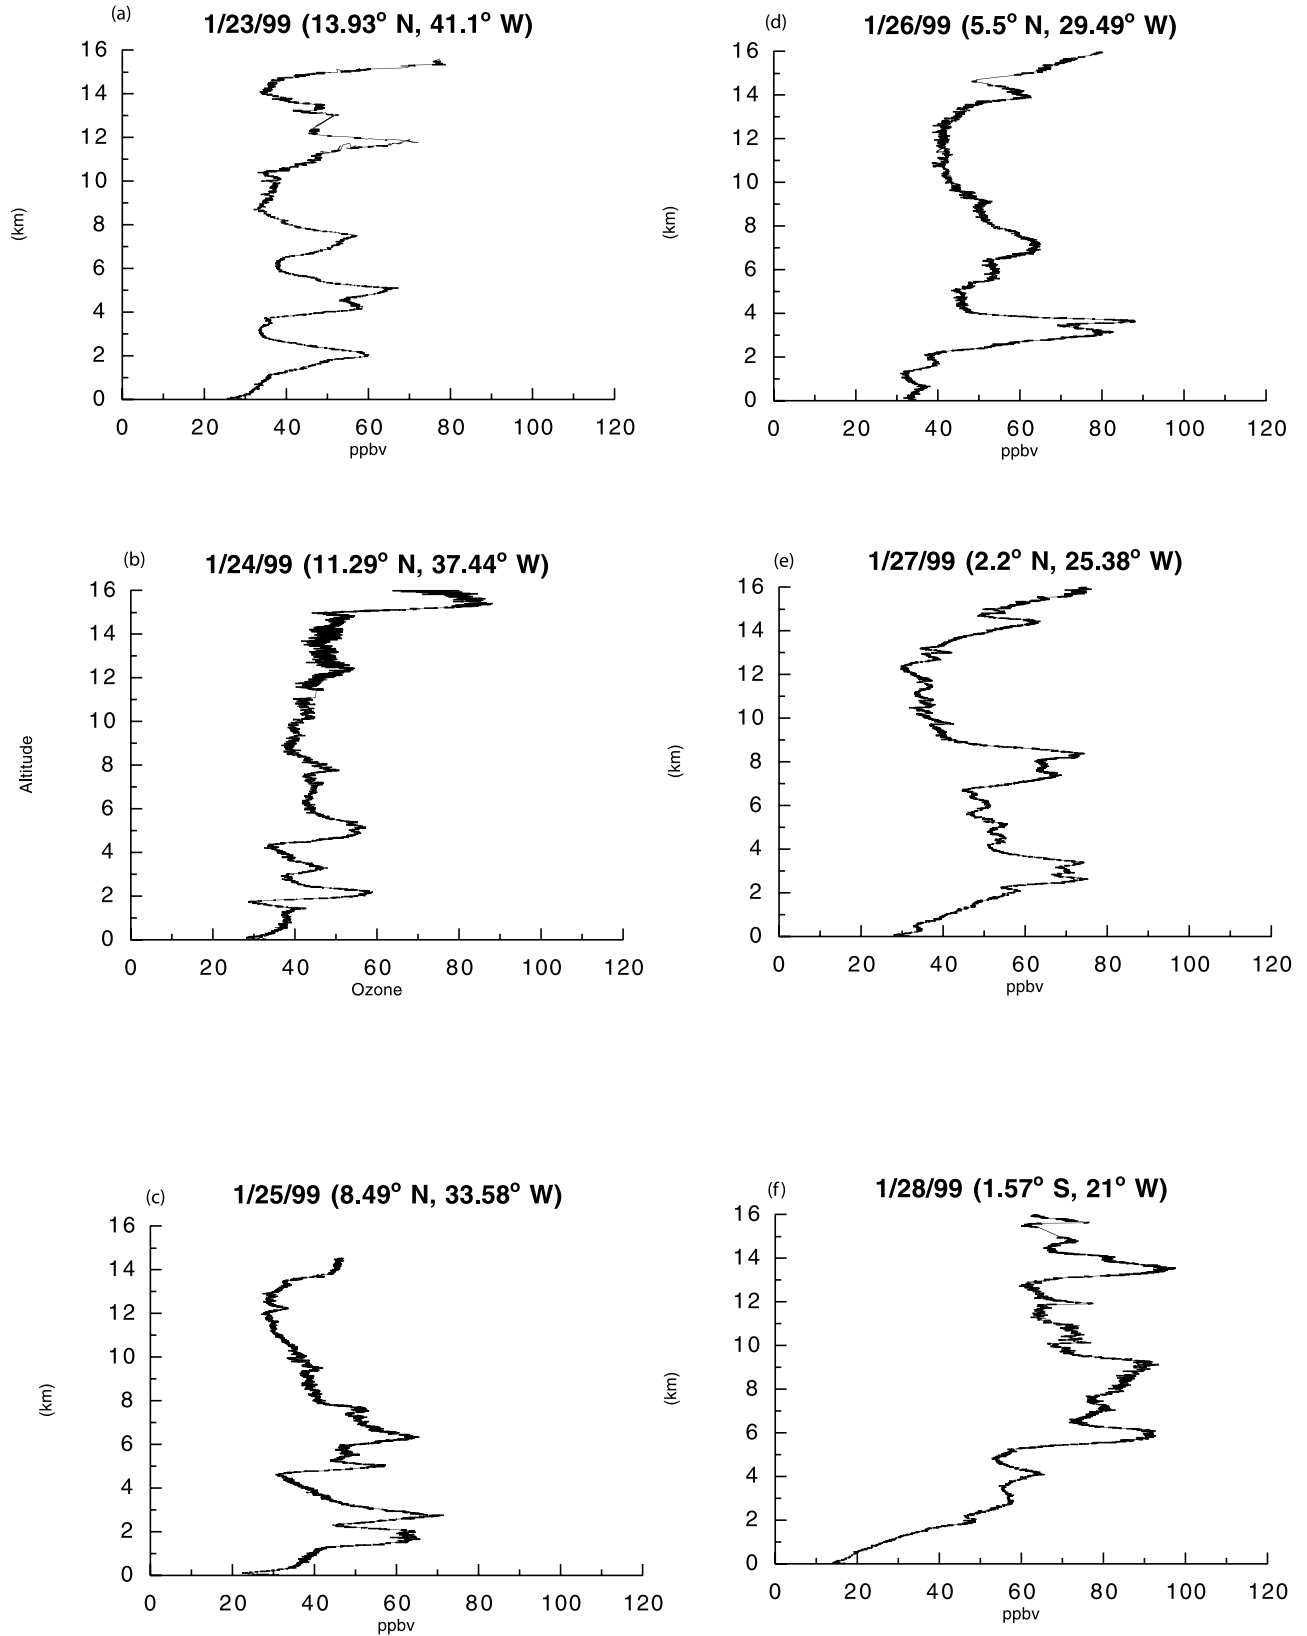 (a)
1/23/99 (13.93° N, 41.1° W)
16
14
12
10
8
6
4
2
0
(km)
0 20 40 60 80 100 120
ppbv
(d)
1/26/99 (5.5° N, 29.49° W)
16
14
12
10
8
6
4
2
0
(km)
0 20 40 60 80 100 120
ppbv
(b)
1/24/99 (11.29° N, 37.44° W)
16
14
12
10
8
6
4
2
0
Altitude
0 20 40 60 80 100 120
Ozone
(e)
1/27/99 (2.2° N, 25.38° W)
16
14
12
10
8
6
4
2
0
(km)
0 20 40 60 80 100 120
ppbv
(c)
1/25/99 (8.49° N, 33.58° W)
16
14
12
10
8
6
4
2
0
(km)
0 20 40 60 80 100 120
ppbv
(f)
1/28/99 (1.57° S, 21° W)
16
14
12
10
8
6
4
2
0
(km)
0 20 40 60 80 100 120
ppbv